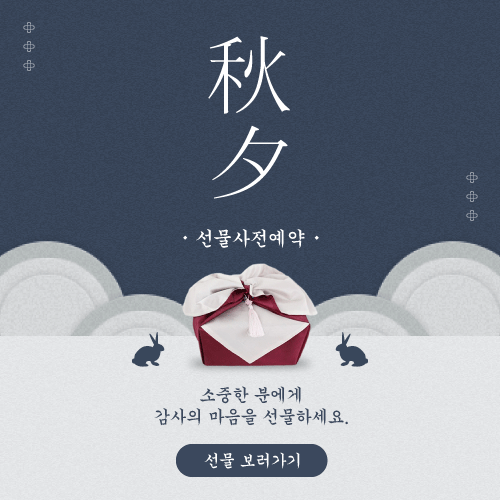 秋
夕
· 선물사전예약 ·
소중한 분에게
감사의 마음을 선물하세요.
선물 보러가기